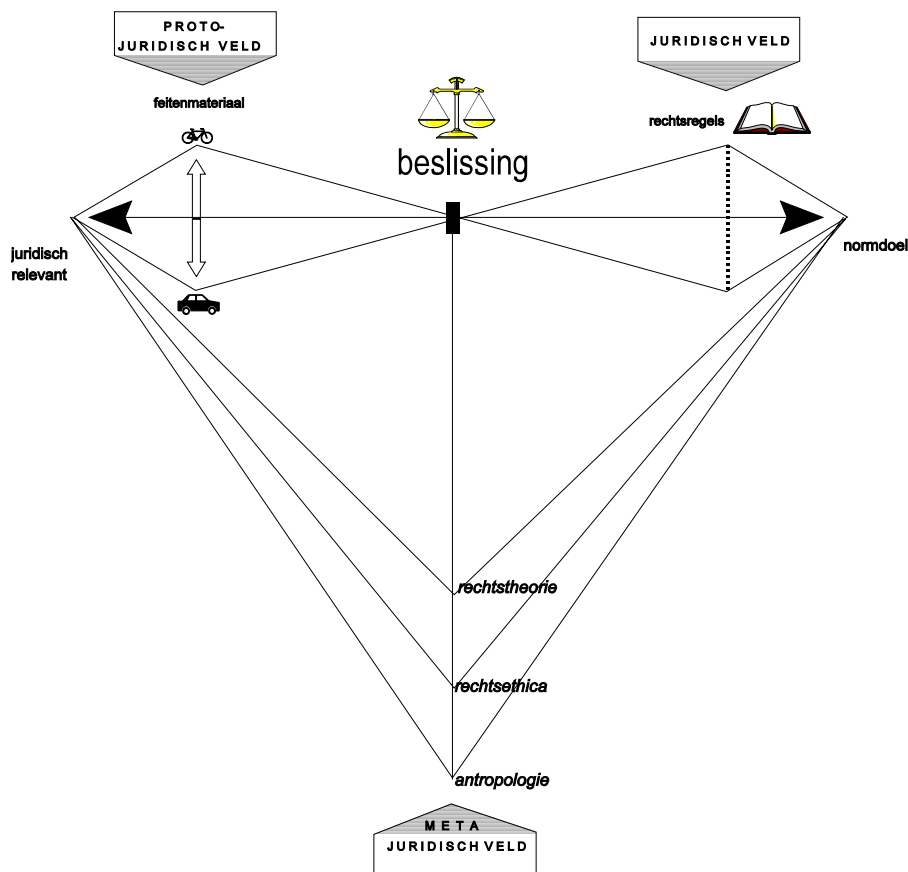 PROTO-
JURIDISCH VELD
JURIDISCH VELD
feitenmateriaal
rechtsregels
beslissing
juridisch
relevant
normdoel
rechtstheorie
rechtsethica
antropologie
META
JURIDISCH VELD